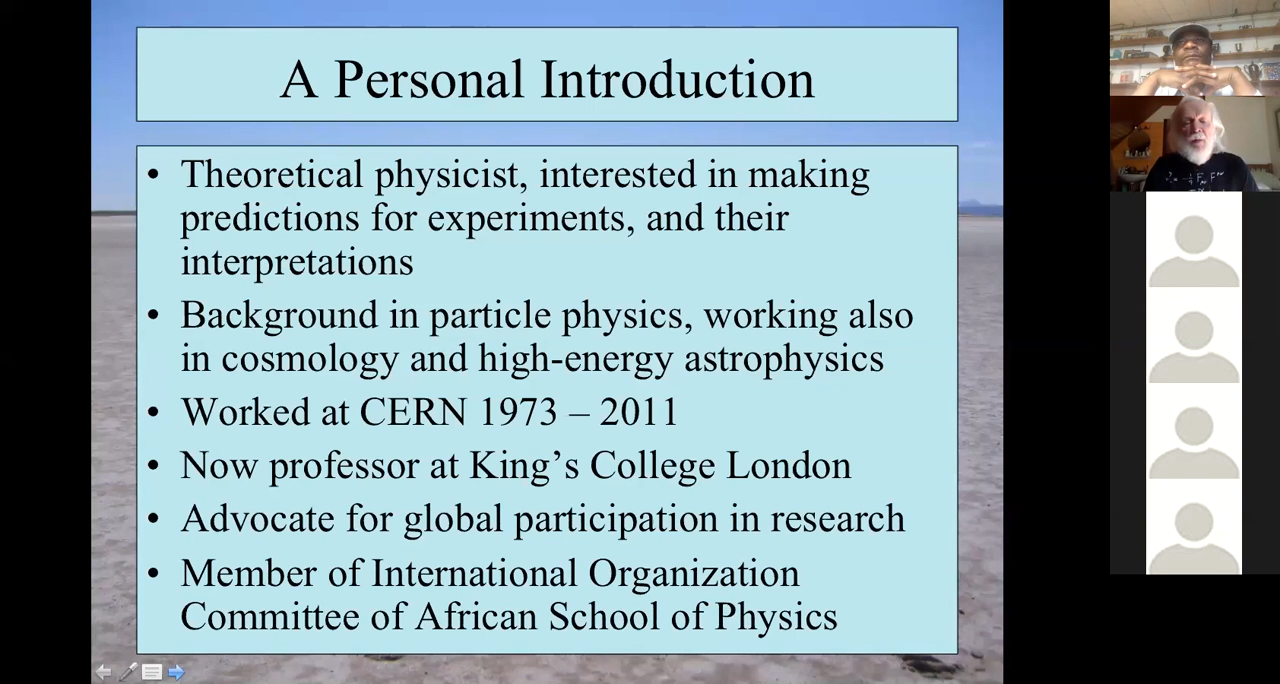 A Personal Introduction
• Theoretical physicist, interested in making
predictions for experiments, and their
interpretations
• Background in particle physics, working also
in cosmology and high-energy astrophysics
• Worked at CERN 1973 – 2011
• Now professor at King's College London
• Advocate for global participation in research
• Member of International Organization
Committee of African School of Physics